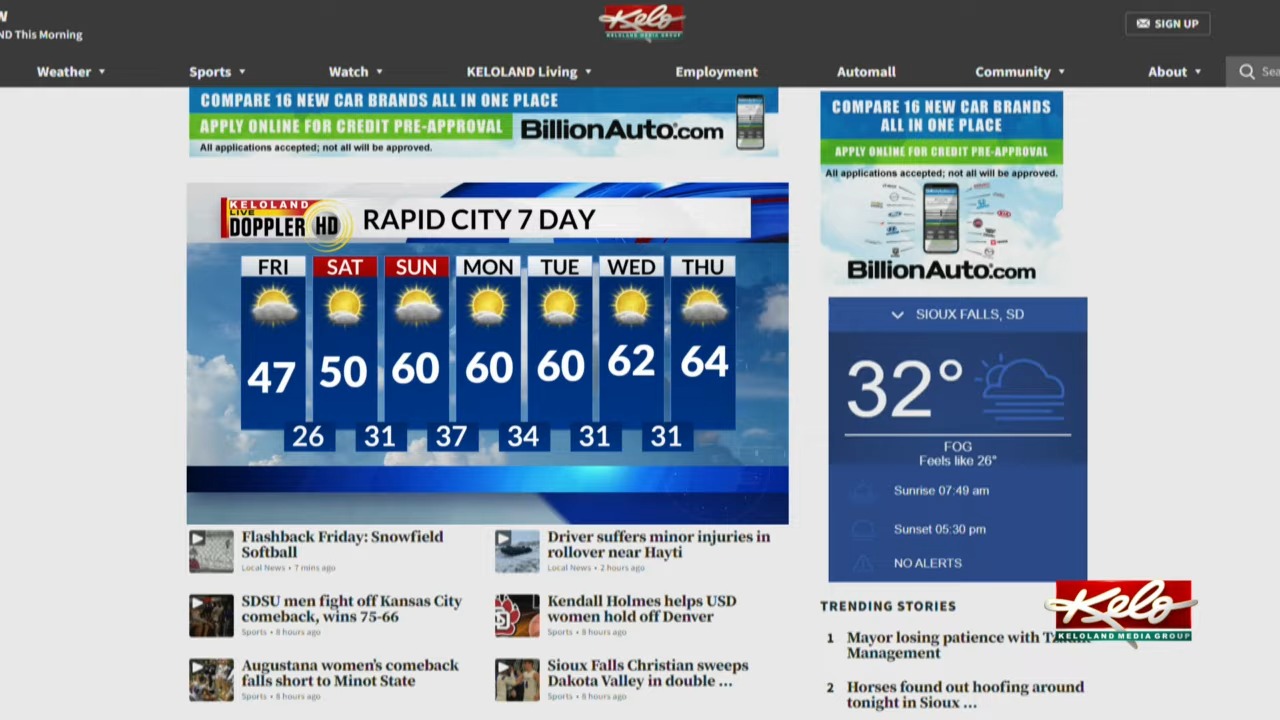 W
ND This Morning
Kelo
KELOLAND MEDIA GROUP
SIGN UP
Weather
Sports
Watch
KELOLAND Living
Employment
Automall
Community
About
Sea
COMPARE 16 NEW CAR BRANDS ALL IN ONE PLACE
APPLY ONLINE FOR CREDIT PRE-APPROVAL
BillionAuto.com
All applications accepted; not all will be approved.
COMPARE 16 NEW CAR BRANDS
ALL IN ONE PLACE
APPLY ONLINE FOR CREDIT PRE-APPROVAL
All applications accepted; not all will be approved.
BillionAuto.com
KELOLAND
LIVE
DOPPLER HD
RAPID CITY 7 DAY
FRI SAT SUN MON TUE WED THU
47 50 60 60 60 62 64
26 31 37 34 31 31
SIOUX FALLS, SD
32°
FOG
Feels like 26°
Sunrise 07:49 am
Sunset 05:30 pm
NO ALERTS
Flashback Friday: Snowfield
Softball
Local News • 7 mins ago
Driver suffers minor injuries in
rollover near Hayti
Local News • 2 hours ago
SDSU men fight off Kansas City
comeback, wins 75-66
Sports • 8 hours ago
Kendall Holmes helps USD
women hold off Denver
Sports • 8 hours ago
Augustana women's comeback
falls short to Minot State
Sports • 8 hours ago
Sioux Falls Christian sweeps
Dakota Valley in double ...
Sports • 8 hours ago
TRENDING STORIES
1 Mayor losing patience with
Management
2 Horses found out hoofing around
tonight in Sioux ...
Kelo
KELOLAND MEDIA GROUP